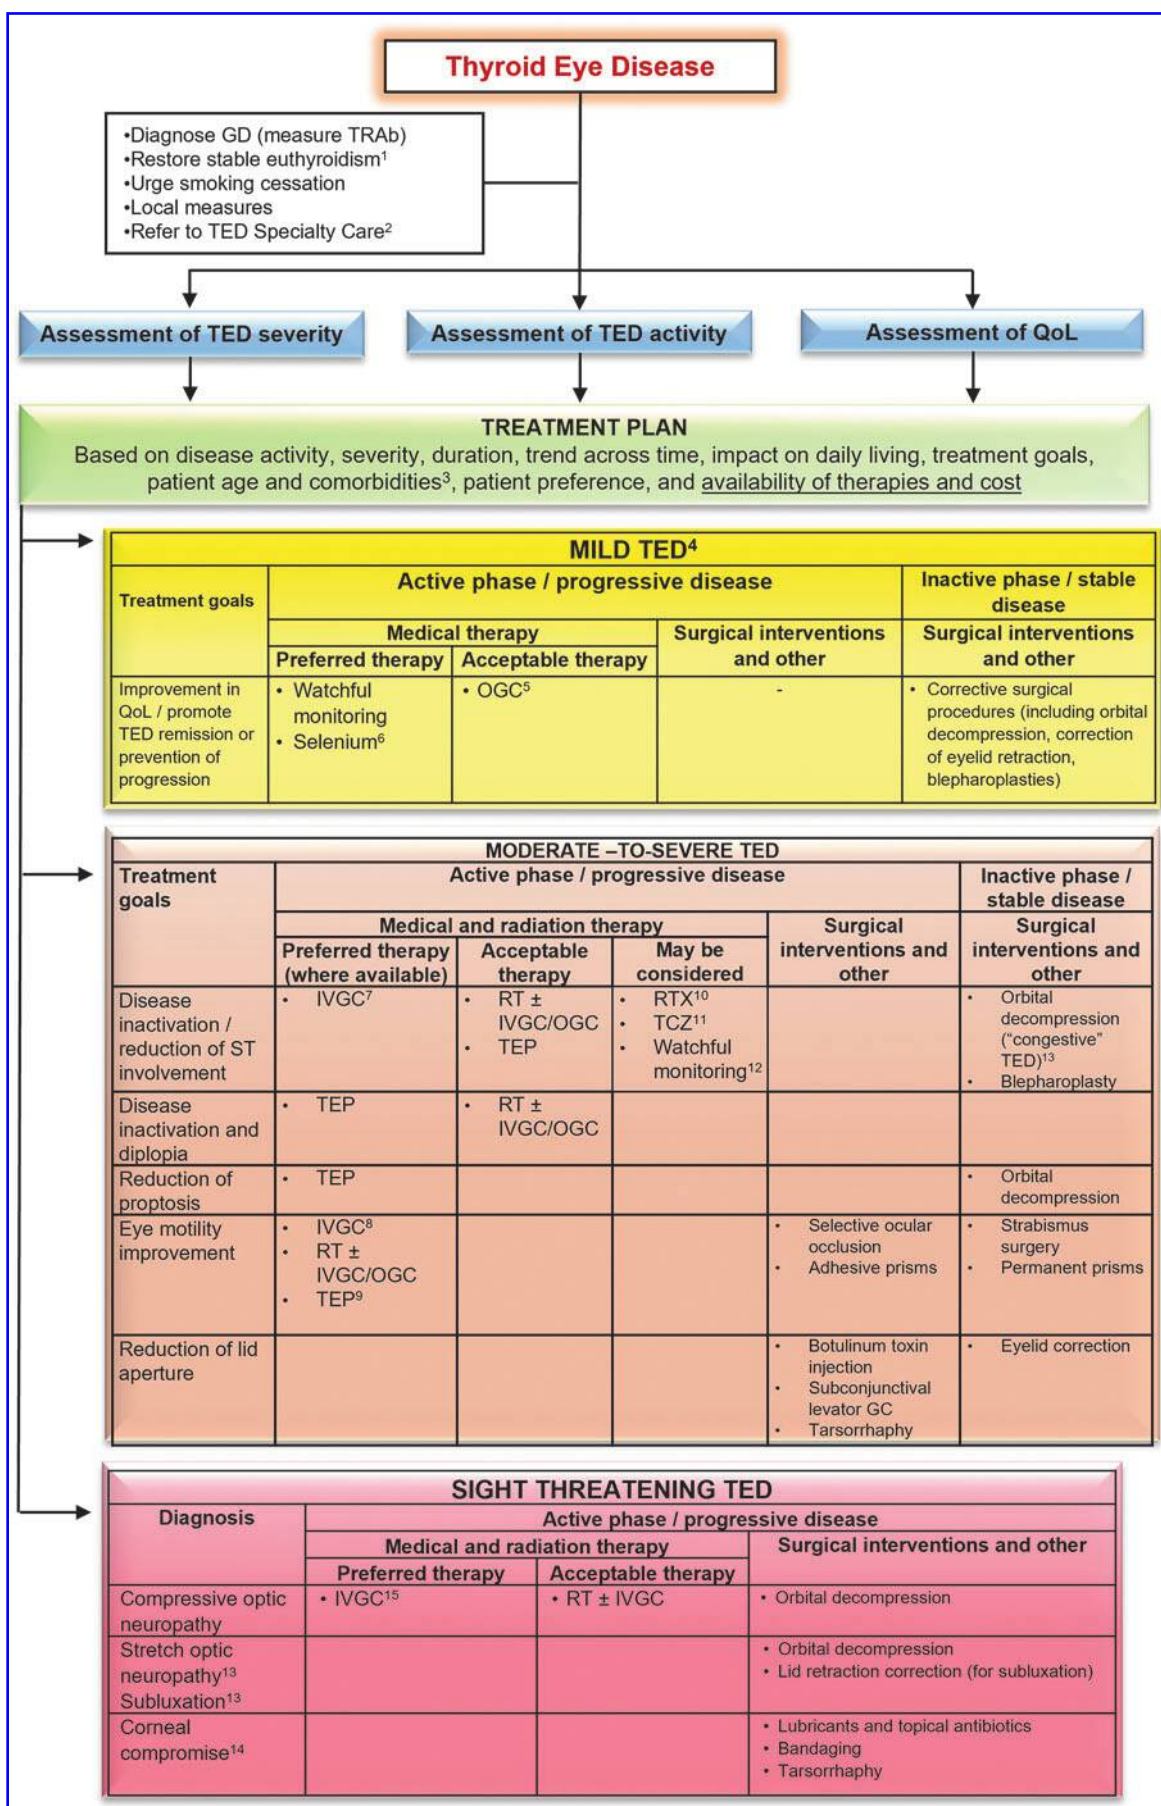 Thyroid Eye Disease
•Diagnose GD (measure TRAb)
•Restore stable euthyroidism¹
•Urge smoking cessation
•Local measures
•Refer to TED Specialty Care²
Assessment of TED severity
Assessment of TED activity
Assessment of QoL
TREATMENT PLAN
Based on disease activity, severity, duration, trend across time, impact on daily living, treatment goals,
patient age and comorbidities³, patient preference, and availability of therapies and cost
MILD TED⁴
Treatment goals
Active phase / progressive disease
Inactive phase / stable
disease
Medical therapy
Surgical interventions
and other
Surgical interventions
and other
Preferred therapy
Acceptable therapy
Improvement in
QoL / promote
TED remission or
prevention of
progression
• Watchful
monitoring
• Selenium⁶
• OGC⁵
-
• Corrective surgical
procedures (including orbital
decompression, correction
of eyelid retraction,
blepharoplasties)
MODERATE –TO-SEVERE TED
Treatment
goals
Active phase / progressive disease
Inactive phase /
stable disease
Medical and radiation therapy
Surgical
interventions and
other
Surgical
interventions and
other
Preferred therapy
(where available)
Acceptable
therapy
May be
considered
Disease
inactivation /
reduction of ST
involvement
• IVGC⁷
• RT ±
IVGC/OGC
• TEP
• RTX¹⁰
• TCZ¹¹
• Watchful
monitoring¹²
• Orbital
decompression
("congestive"
TED)¹³
• Blepharoplasty
Disease
inactivation and
diplopia
• TEP
• RT ±
IVGC/OGC
Reduction of
proptosis
• TEP
• Orbital
decompression
Eye motility
improvement
• IVGC⁸
• RT ±
IVGC/OGC
• TEP⁹
• Selective ocular
occlusion
• Adhesive prisms
• Strabismus
surgery
• Permanent prisms
Reduction of lid
aperture
• Botulinum toxin
injection
• Subconjunctival
levator GC
• Tarsorrhaphy
• Eyelid correction
SIGHT THREATENING TED
Diagnosis
Active phase / progressive disease
Medical and radiation therapy
Surgical interventions and other
Preferred therapy
Acceptable therapy
Compressive optic
neuropathy
• IVGC¹⁵
• RT ± IVGC
• Orbital decompression
Stretch optic
neuropathy¹³
Subluxation¹³
• Orbital decompression
• Lid retraction correction (for subluxation)
Corneal
compromise¹⁴
• Lubricants and topical antibiotics
• Bandaging
• Tarsorrhaphy